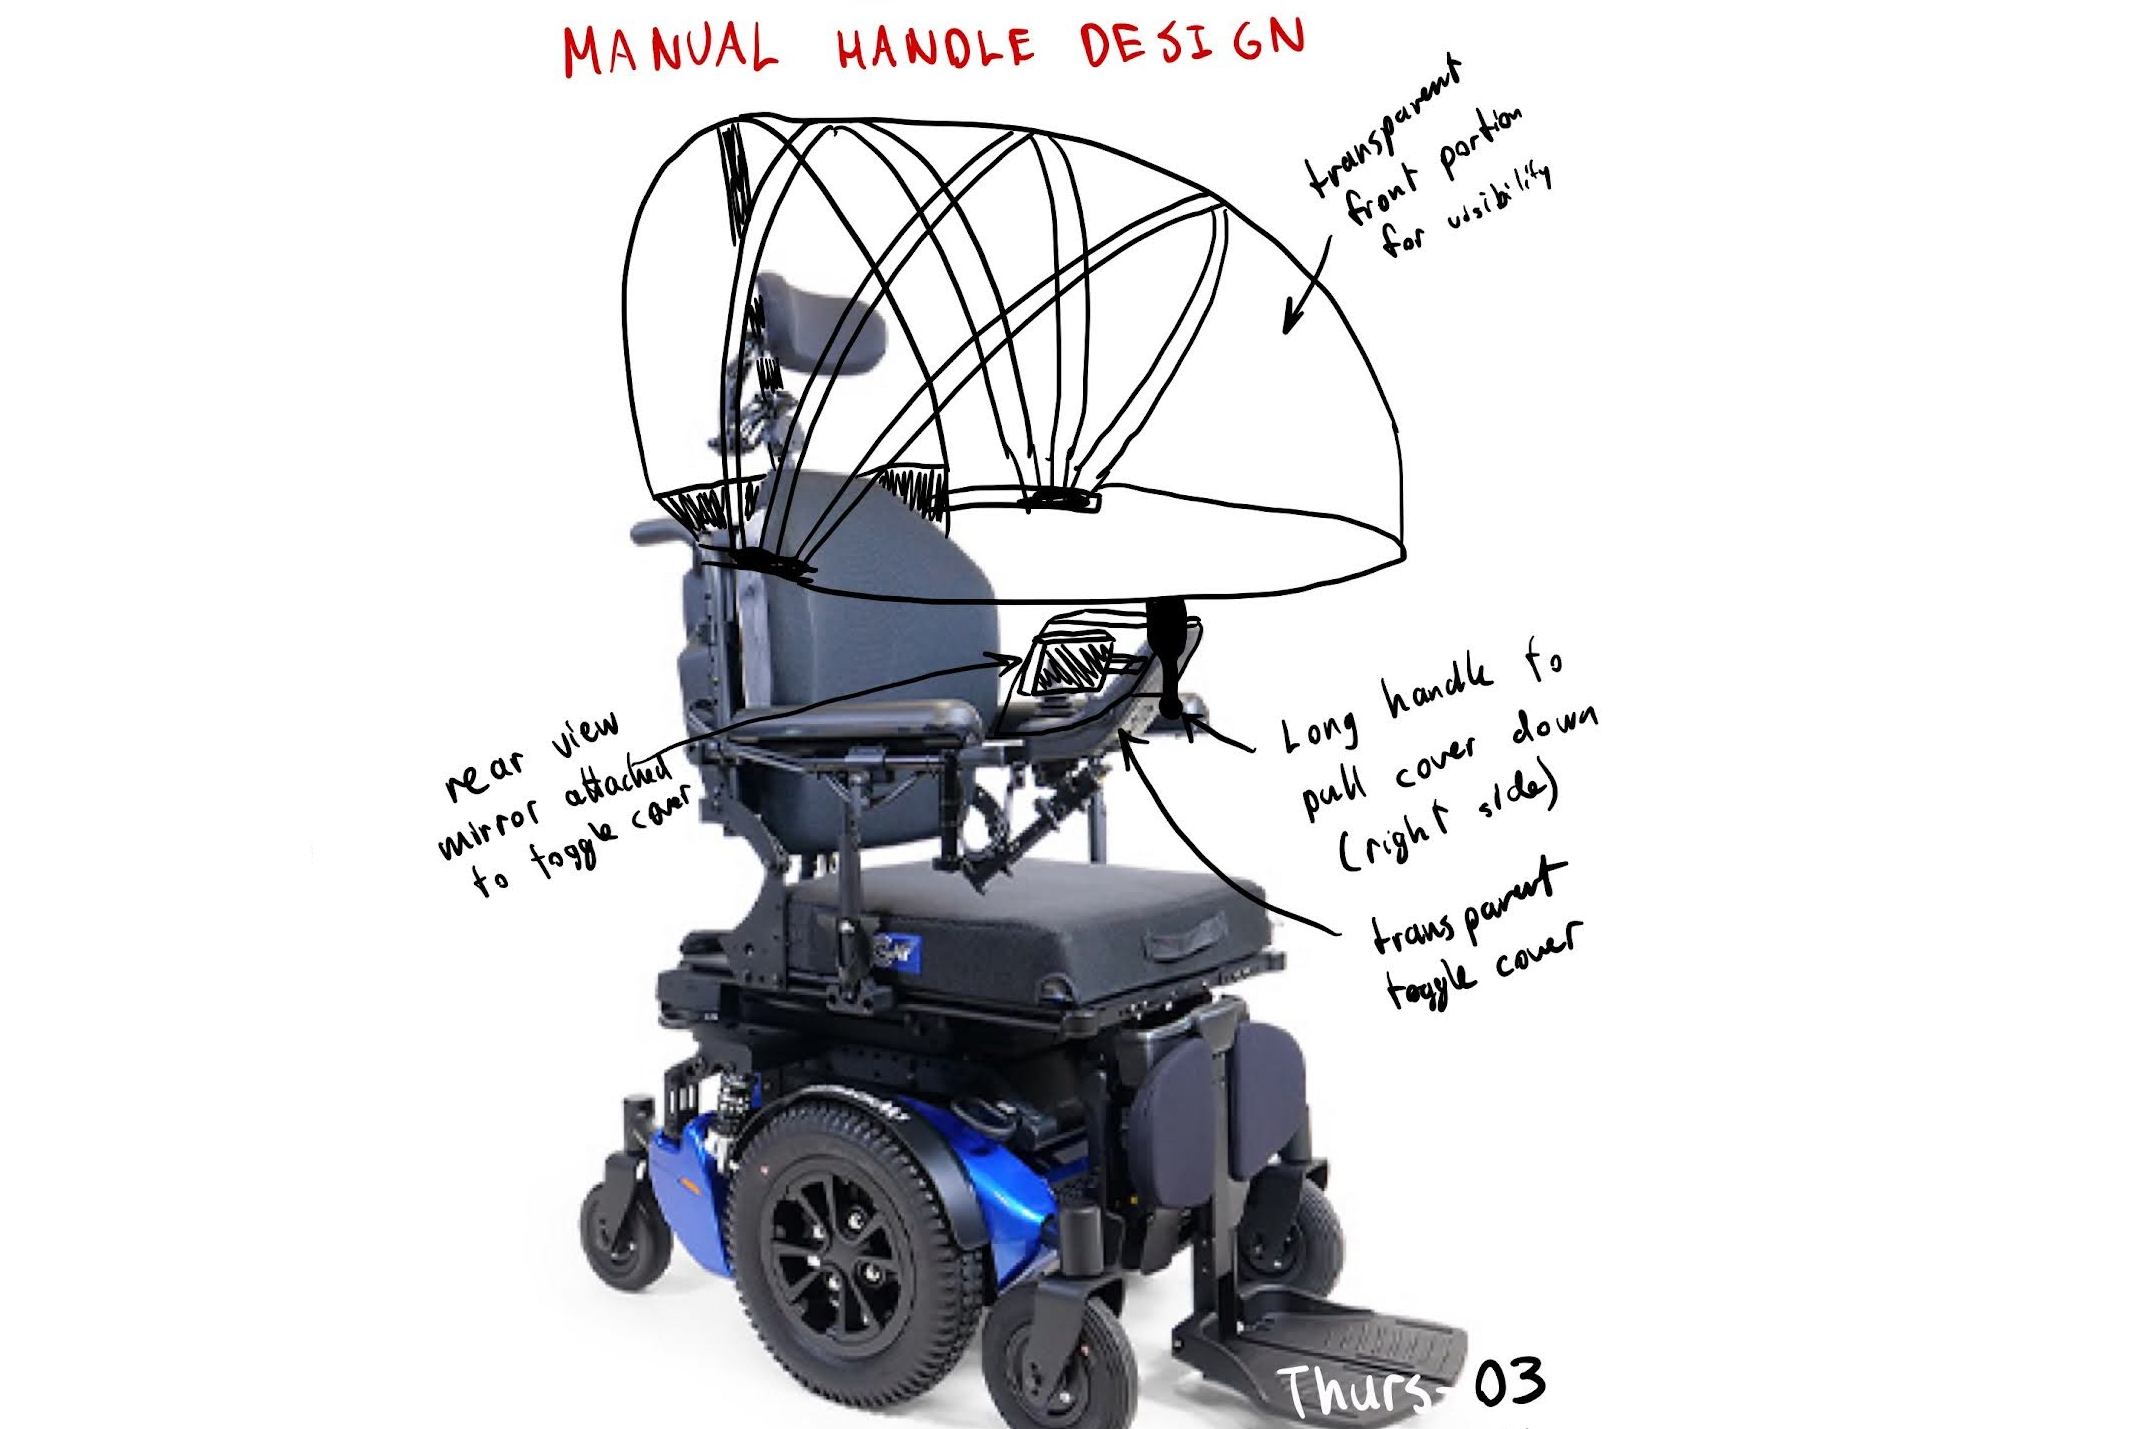 MANUAL HANDLE DESIGN
transparent
front portion
for visibility
rear view
mirror attached
to toggle cover
Long handle to
pull cover down
(right side)
transparent
toggle cover
Thurs-03